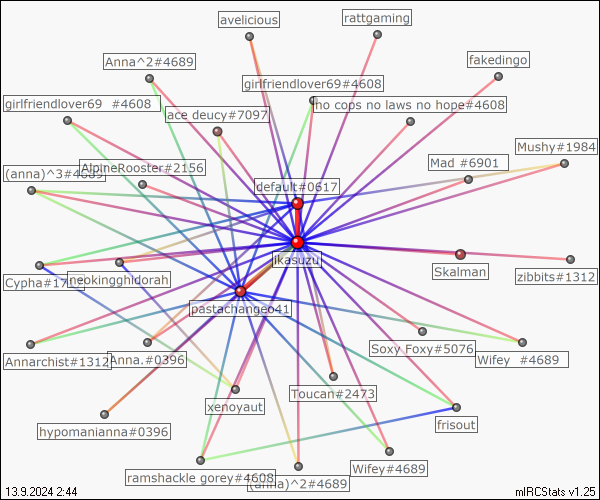 avelicious
rattgaming
Anna^2#4689
fakedingo
girlfriendlover69#4608
girlfriendlover69 #4608
no cops no laws no hope#4608
ace deucy#7097
Mushy#1984
AlpineRooster#2156
Mad #6901
(anna)^3#4689
default#0617
jikasuzu
Skalman
zibbits#1312
Cypha#17
neokingghidorah
pastachangeo41
Annarchist#1312
Anna.#0396
Soxy Foxy#5076
Wifey #4689
Toucan#2473
xenoyaut
frisout
hypomanianna#0396
Wifey#4689
ramshackle gorey#4608
(anna)^2#4689
13.9.2024 2:44
mIRCStats v1.25